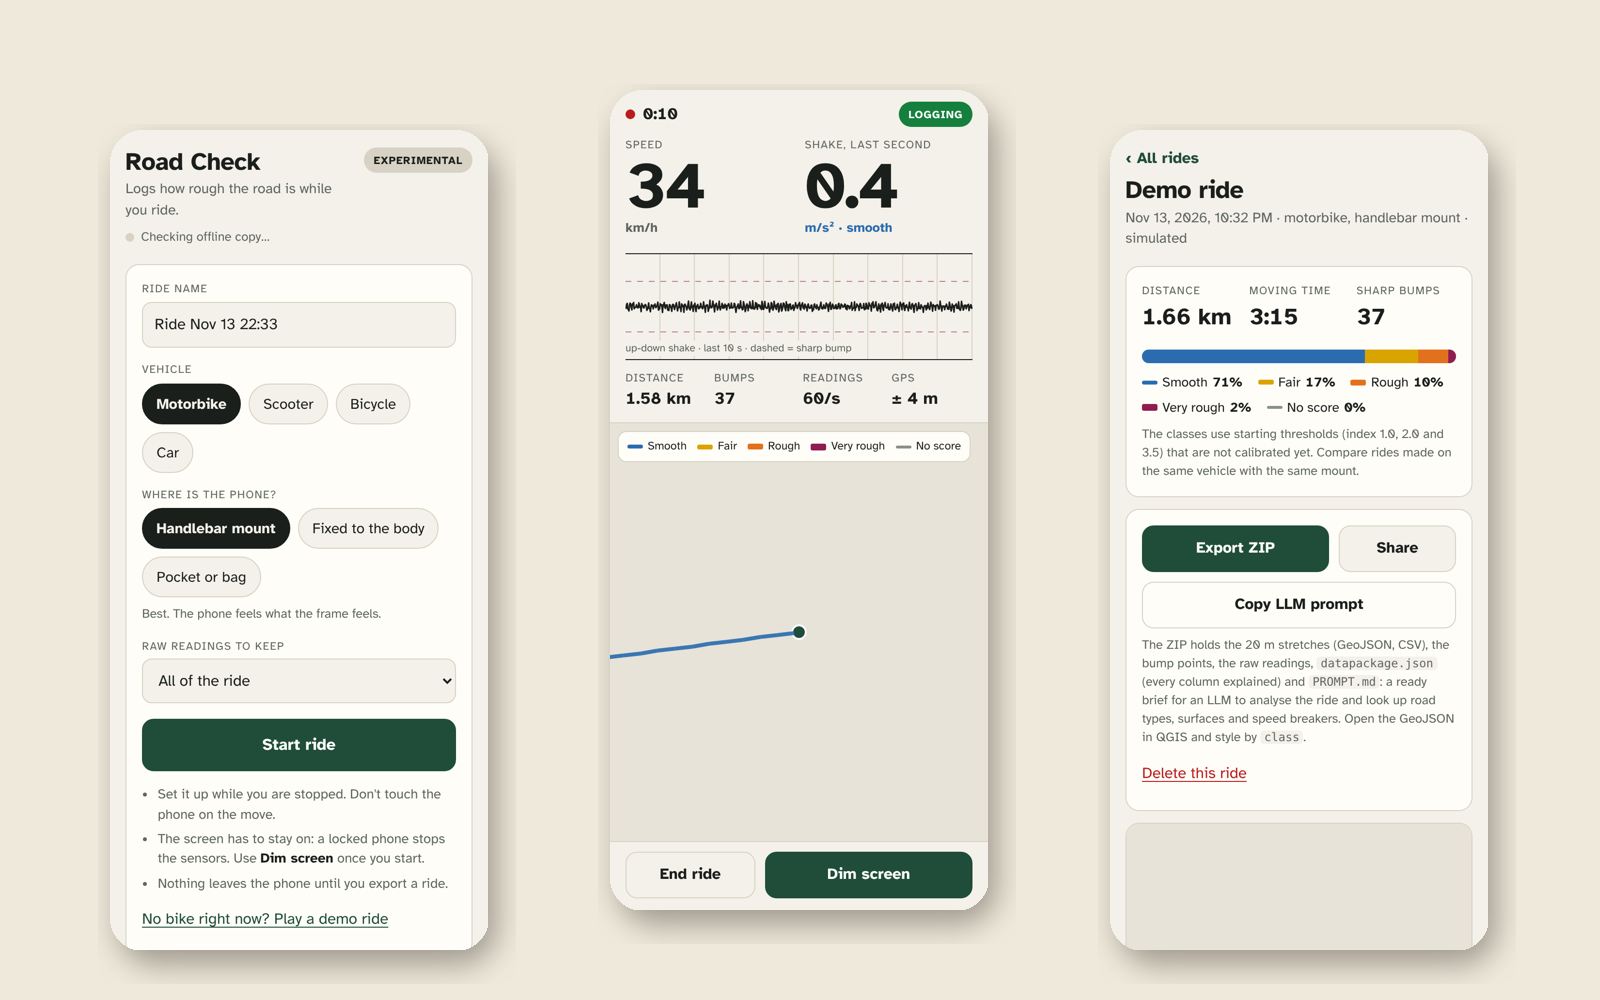 Road Check
EXPERIMENTAL
Logs how rough the road is while
you ride.
Checking offline copy...
RIDE NAME
Ride Nov 13 22:33
VEHICLE
Motorbike
Scooter
Bicycle
Car
WHERE IS THE PHONE?
Handlebar mount
Fixed to the body
Pocket or bag
Best. The phone feels what the frame feels.
RAW READINGS TO KEEP
All of the ride
Start ride
• Set it up while you are stopped. Don't touch the
phone on the move.
• The screen has to stay on: a locked phone stops
the sensors. Use Dim screen once you start.
• Nothing leaves the phone until you export a ride.
No bike right now? Play a demo ride
0:10
LOGGING
SPEED
34
km/h
SHAKE, LAST SECOND
0.4
m/s² · smooth
up-down shake · last 10 s · dashed = sharp bump
DISTANCE
1.58 km
BUMPS
37
READINGS
60/s
GPS
± 4 m
Smooth
Fair
Rough
Very rough
No score
End ride
Dim screen
‹ All rides
Demo ride
Nov 13, 2026, 10:32 PM · motorbike, handlebar mount ·
simulated
DISTANCE
1.66 km
MOVING TIME
3:15
SHARP BUMPS
37
Smooth 71%
Fair 17%
Rough 10%
Very rough 2%
No score 0%
The classes use starting thresholds (index 1.0, 2.0 and
3.5) that are not calibrated yet. Compare rides made on
the same vehicle with the same mount.
Export ZIP
Share
Copy LLM prompt
The ZIP holds the 20 m stretches (GeoJSON, CSV), the
bump points, the raw readings, datapackage.json
(every column explained) and PROMPT.md: a ready
brief for an LLM to analyse the ride and look up road
types, surfaces and speed breakers. Open the GeoJSON
in QGIS and style by class.
Delete this ride